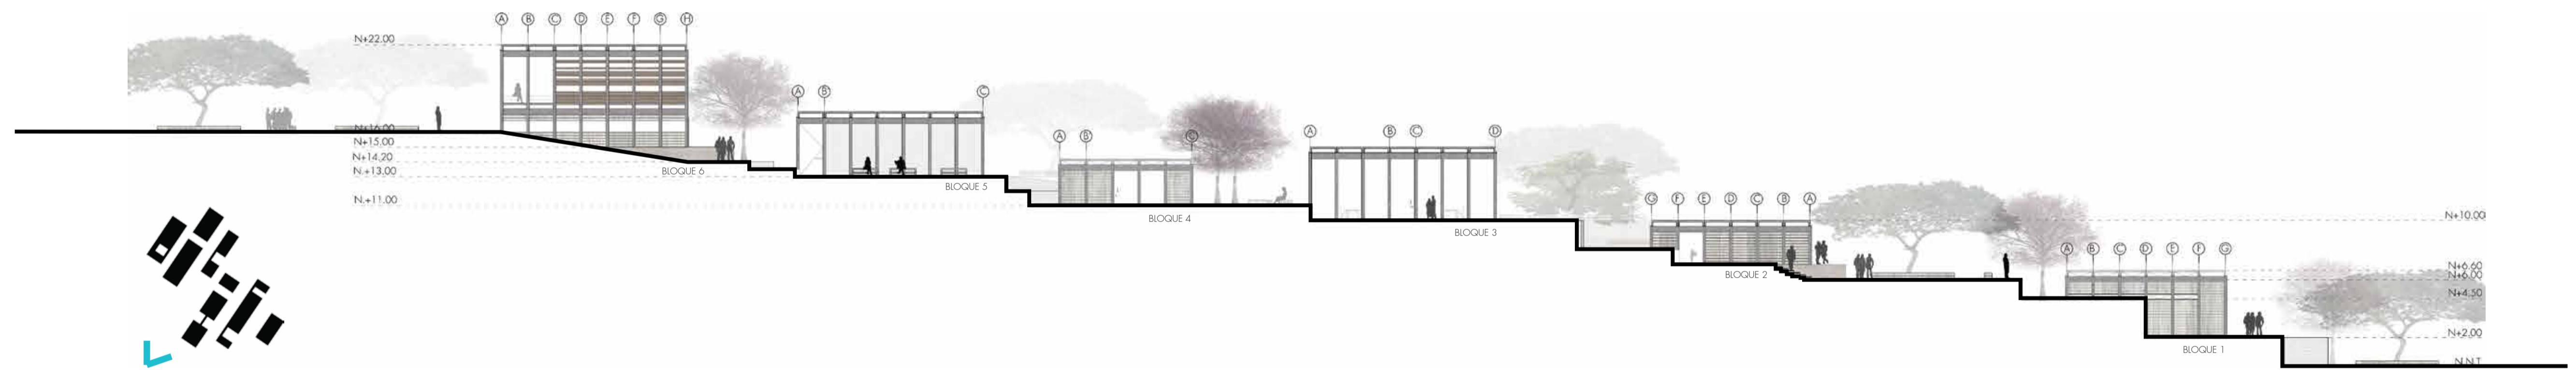 A B C D E F G H
N+22.00
N+16.00
N+15.00
N+14.20
N.+13.00
N.+11.00
BLOQUE 6
A B' C
BLOQUE 5
A B' C
BLOQUE 4
A B C D
BLOQUE 3
G F E D C B A
BLOQUE 2
A B C D E F G
BLOQUE 1
N+10.00
N+6.60
N+6.00
N+4.50
N+2.00
N.N.T